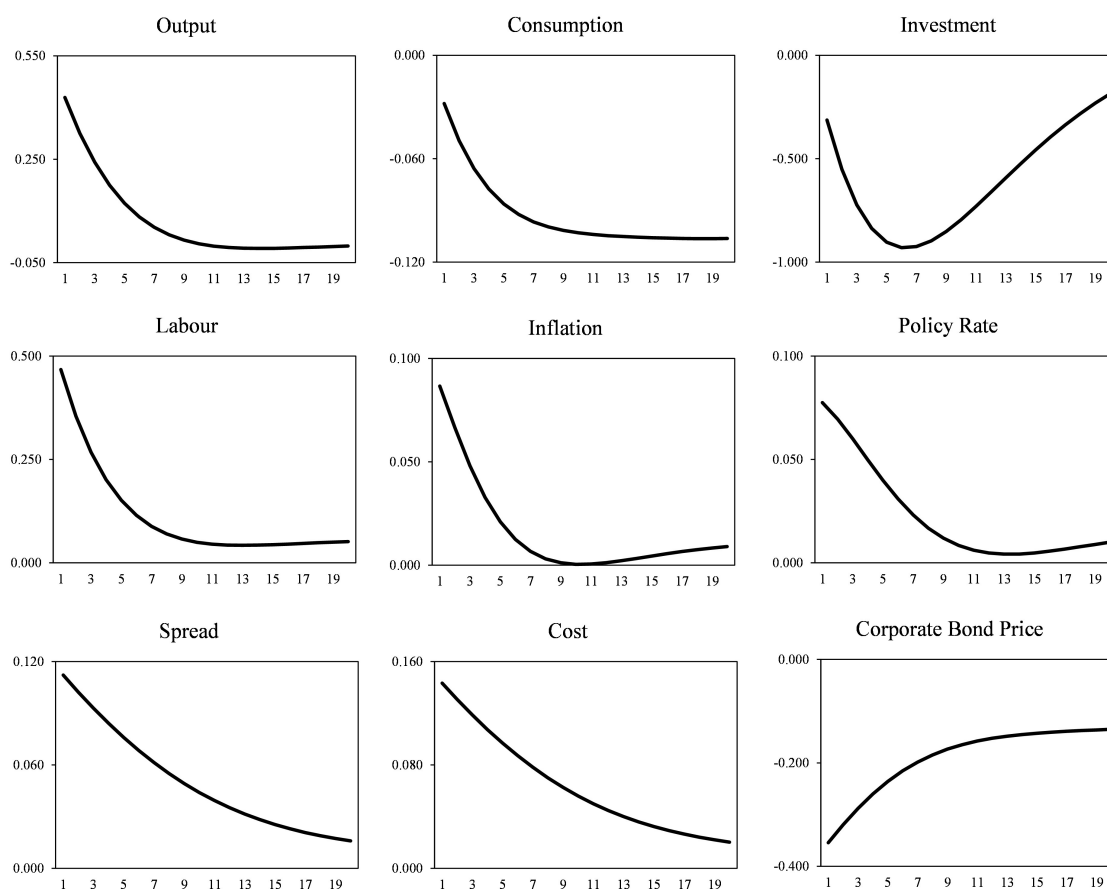 Output Consumption Investment
0.550 0.000 0.000
0.250 -0.060 -0.500
-0.050 -0.120 -1.000
1 3 5 7 9 11 13 15 17 19 1 3 5 7 9 11 13 15 17 19 1 3 5 7 9 11 13 15 17 19
Labour Inflation Policy Rate
0.500 0.100 0.100
0.250 0.050 0.050
0.000 0.000 0.000
1 3 5 7 9 11 13 15 17 19 1 3 5 7 9 11 13 15 17 19 1 3 5 7 9 11 13 15 17 19
Spread Cost Corporate Bond Price
0.120 0.160 0.000
0.060 0.080 -0.200
0.000 0.000 -0.400
1 3 5 7 9 11 13 15 17 19 1 3 5 7 9 11 13 15 17 19 1 3 5 7 9 11 13 15 17 19